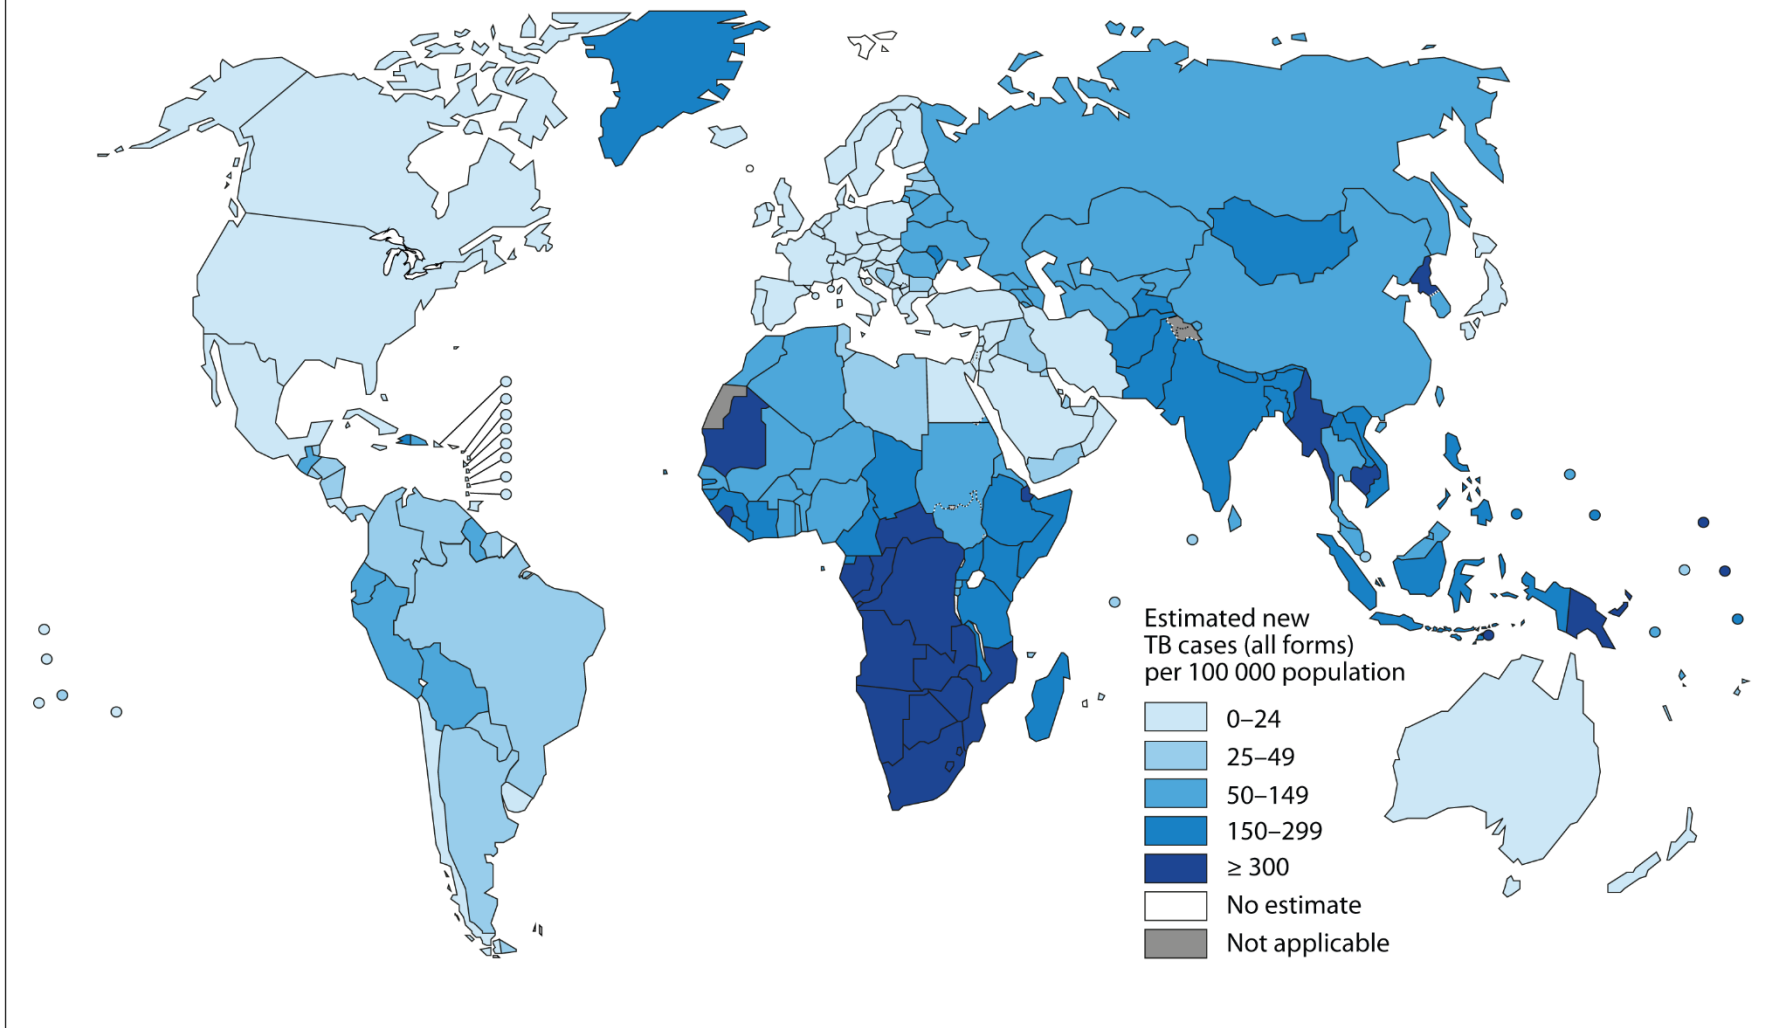 Estimated new
TB cases (all forms)
per 100 000 population
0–24
25–49
50–149
150–299
≥ 300
No estimate
Not applicable